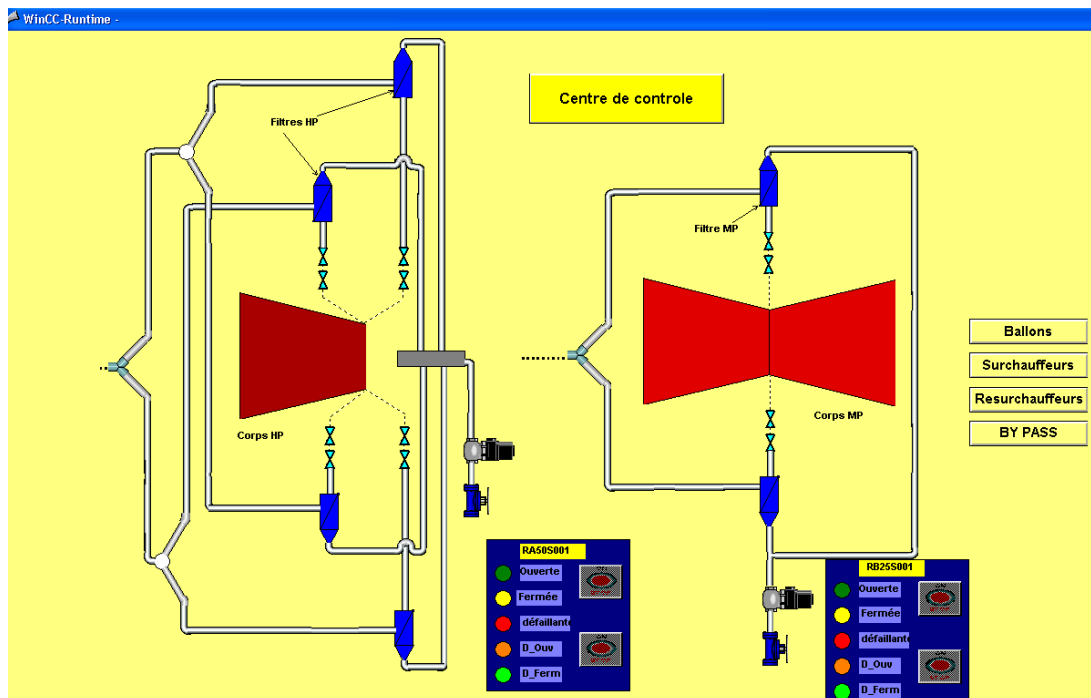 WinCC-Runtime -
Centre de controle
Filtres HP
Filtre MP
Ballons
Surchauffeurs
Resurchauffeurs
BY PASS
Corps HP
Corps MP
RA50S001
Ouverte
Fermée
défaillante
D_Ouv
D_Ferm
RB25S001
Ouverte
Fermée
défaillante
D_Ouv
D_Ferm